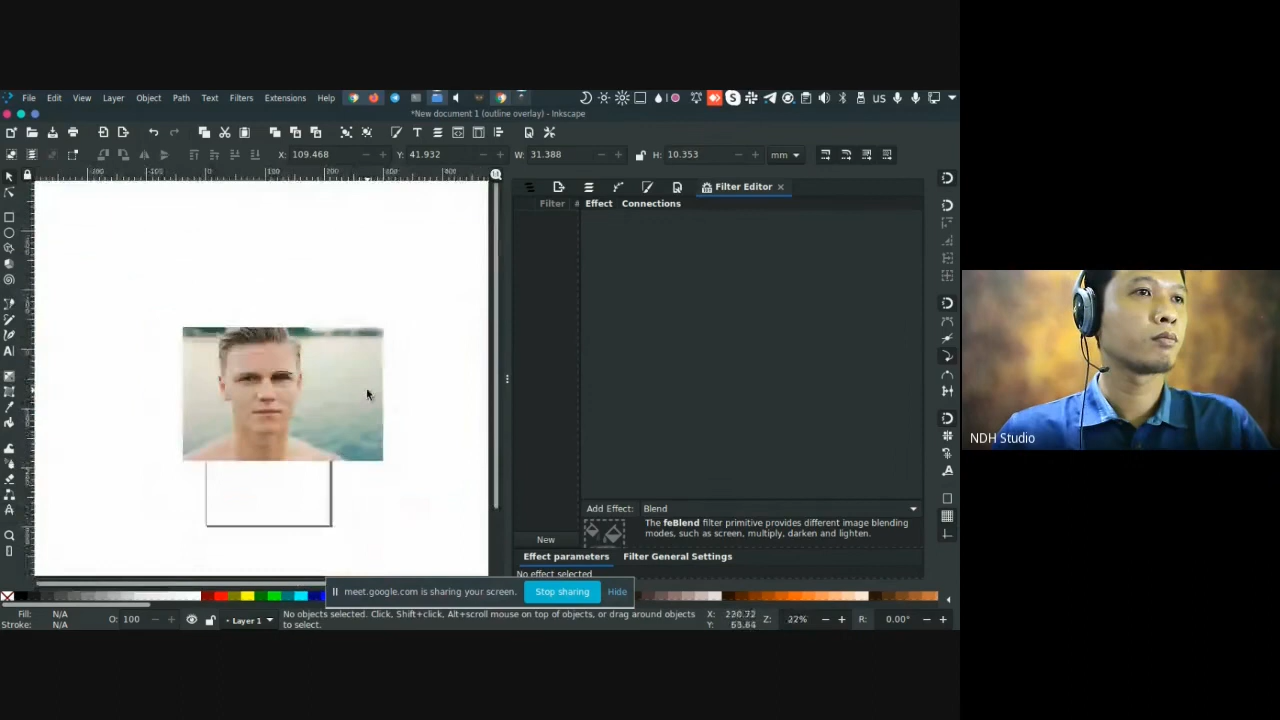 File Edit View Layer Object Path Text Filters Extensions Help US
*New document 1 (outline overlay) - Inkscape
X: 109.468 Y: 41.932 W: 31.388 H: 10.353 mm
Filter Editor
Filter # Effect Connections
Add Effect: Blend
The feBlend filter primitive provides different image blending
modes, such as screen, multiply, darken and lighten.
New
Effect parameters Filter General Settings
No effect selected
meet.google.com is sharing your screen. Stop sharing Hide
Fill: N/A
Stroke: N/A
O: 100
Layer 1
No objects selected. Click, Shift+click, Alt+scroll mouse on top of objects, or drag around objects
to select.
X:
Y:
Z: 22% R: 0.00°
NDH Studio